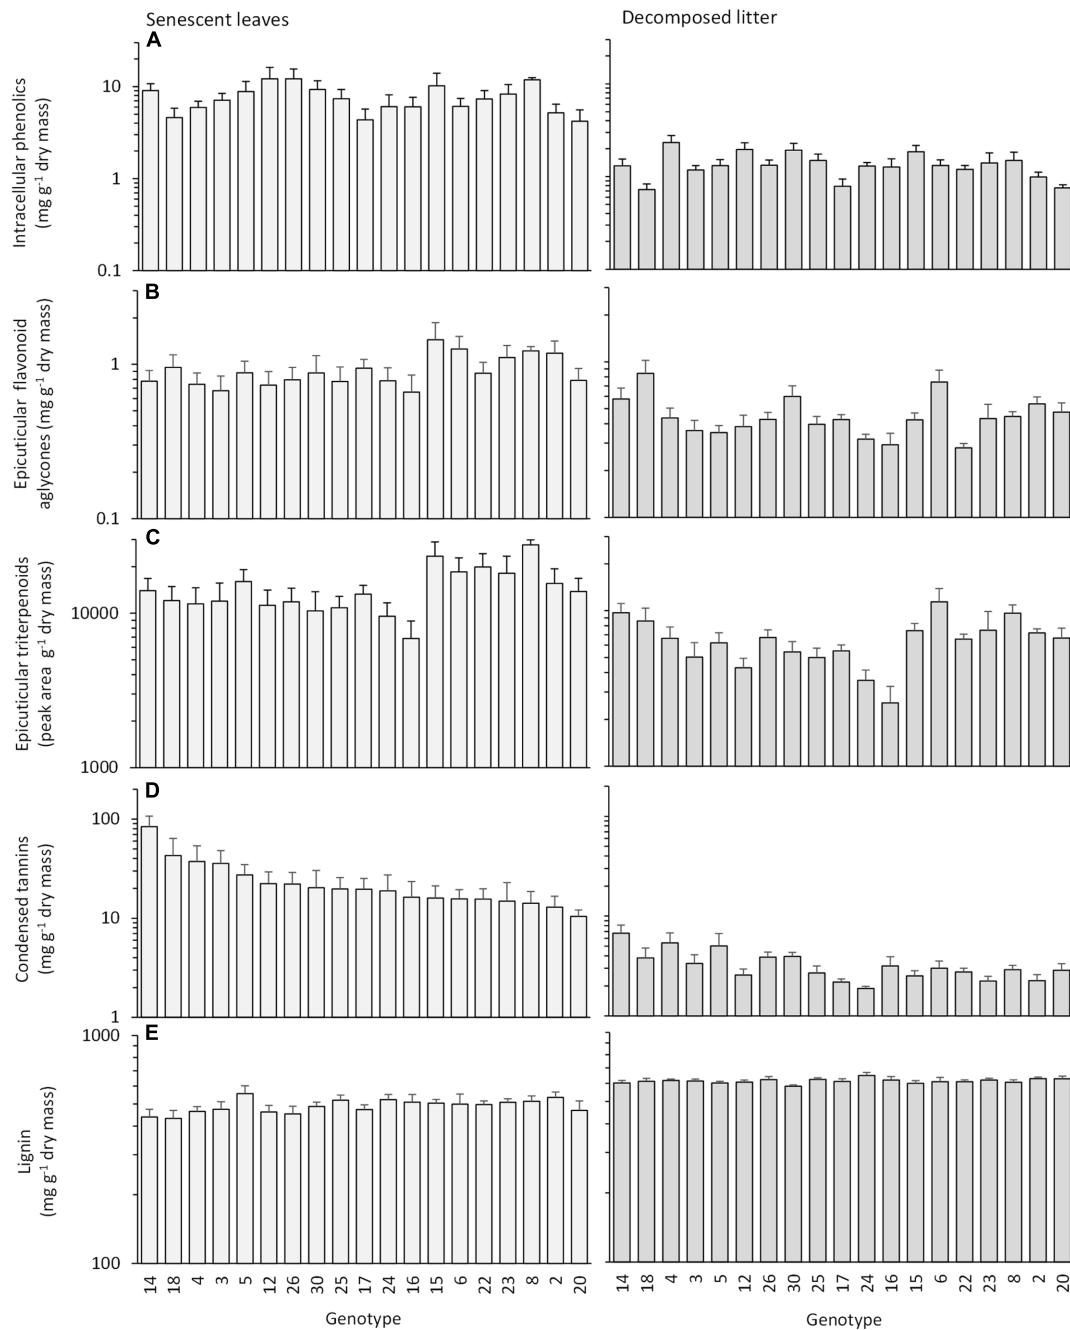 Senescent leaves
Decomposed litter
A
Intracellular phenolics
(mg g⁻¹ dry mass)
10
1
0.1
B
Epicuticular flavonoid
aglycones (mg g⁻¹ dry mass)
1
0.1
C
Epicuticular triterpenoids
(peak area g⁻¹ dry mass)
10000
1000
D
Condensed tannins
(mg g⁻¹ dry mass)
100
10
1
E
Lignin
(mg g⁻¹ dry mass)
1000
100
14 18 4 3 5 12 26 30 25 17 24 16 15 6 22 23 8 2 20
14 18 4 3 5 12 26 30 25 17 24 16 15 6 22 23 8 2 20
Genotype
Genotype